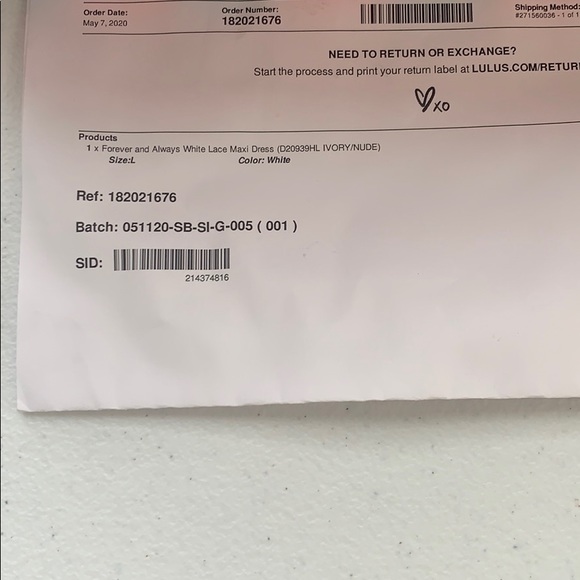 Order Date: Order Number: Shipping Method:
May 7, 2020 182021676 #271560036 - 1 of 1
NEED TO RETURN OR EXCHANGE?
Start the process and print your return label at LULUS.COM/RETUR
xo
Products
1 x Forever and Always White Lace Maxi Dress (D20939HL IVORY/NUDE)
Size:L Color: White
Ref: 182021676
Batch: 051120-SB-SI-G-005 ( 001 )
SID:
214374816